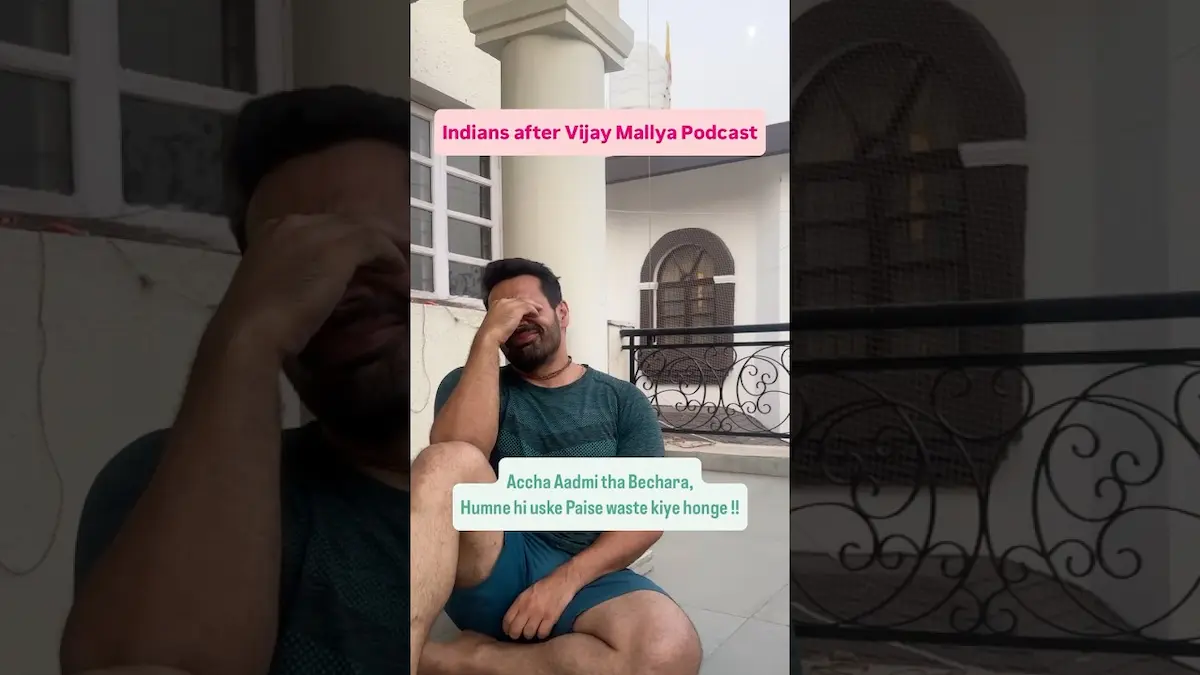 Indians after Vijay Mallya Podcast
Accha Aadmi tha Bechara,
Humne hi uske Paise waste kiye honge !!